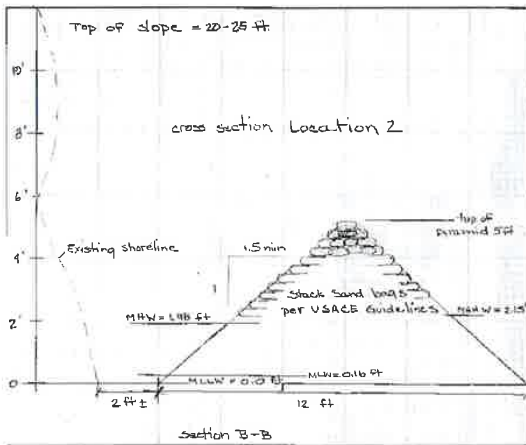 Top of slope = 20-25 ft.
10'
8'
6'
4'
2'
0
cross section Location 2
top of
pyramid 5ft
1.5 min
1
Existing shoreline
Stack Sand bags
per USACE Guidelines
MHW = 1.98 ft
MHHW = 2.15'
MLW = 0.16 ft
MLLW = 0.0 ft
2 ft ±
12 ft
Section B-B